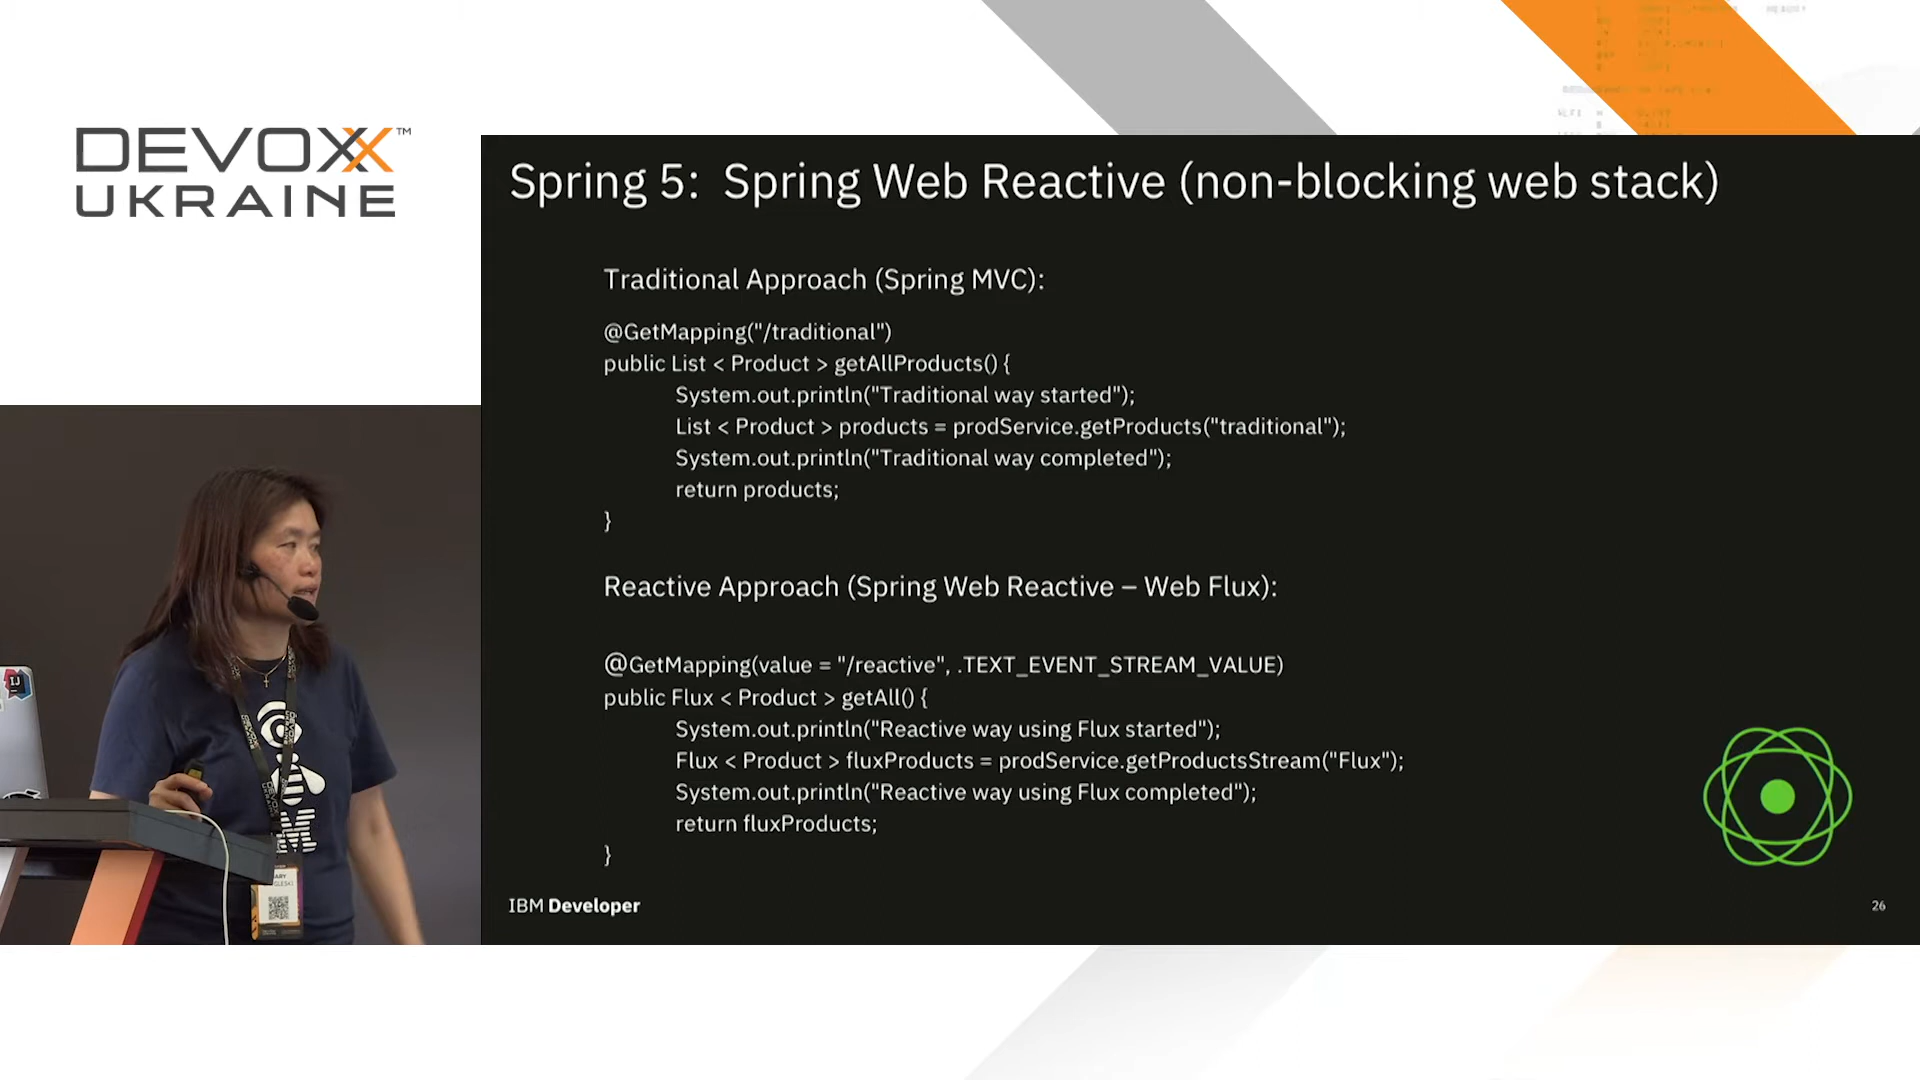 DEVOXX™
UKRAINE
Spring 5: Spring Web Reactive (non-blocking web stack)
Traditional Approach (Spring MVC):
@GetMapping("/traditional")
public List < Product > getAllProducts() {
System.out.println("Traditional way started");
List < Product > products = prodService.getProducts("traditional");
System.out.println("Traditional way completed");
return products;
}
Reactive Approach (Spring Web Reactive – Web Flux):
@GetMapping(value = "/reactive", .TEXT_EVENT_STREAM_VALUE)
public Flux < Product > getAll() {
System.out.println("Reactive way using Flux started");
Flux < Product > fluxProducts = prodService.getProductsStream("Flux");
System.out.println("Reactive way using Flux completed");
return fluxProducts;
}
IBM Developer
26
IJ
M